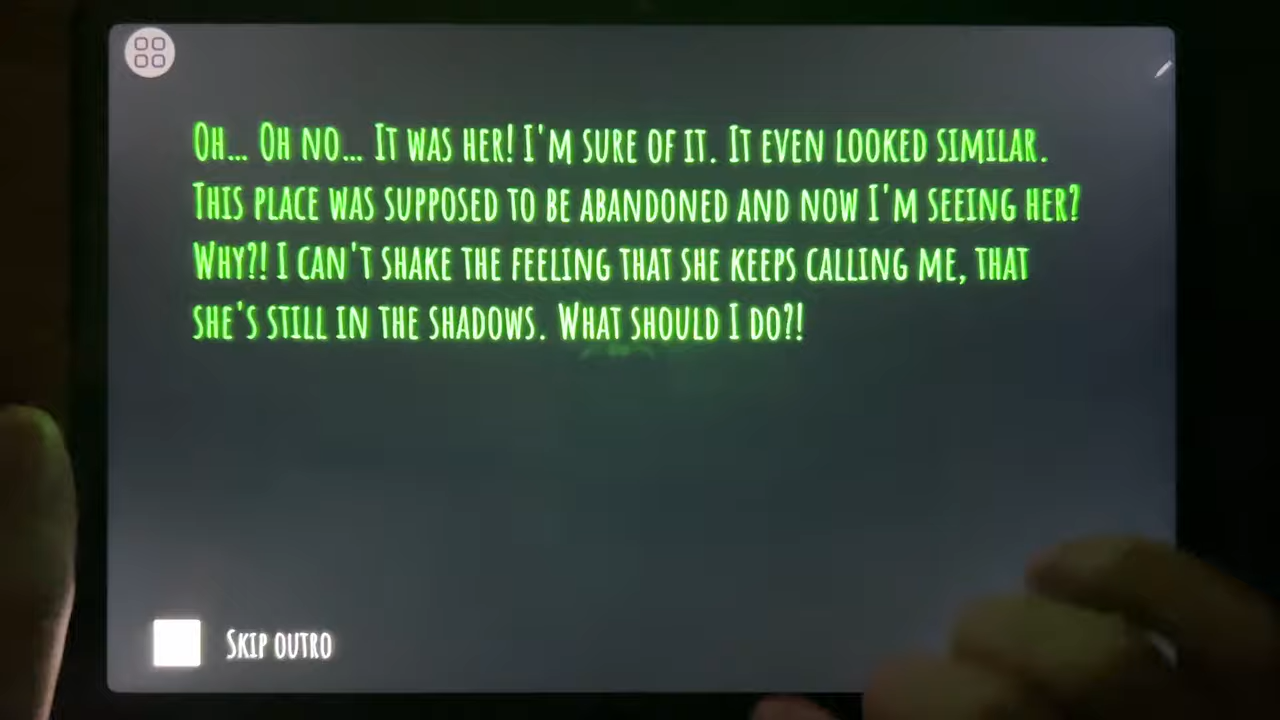 Oh... Oh no... It was her! I'm sure of it. It even looked similar.
This place was supposed to be abandoned and now I'm seeing her?
Why?! I can't shake the feeling that she keeps calling me, that
she's still in the shadows. What should I do?!
Skip outro